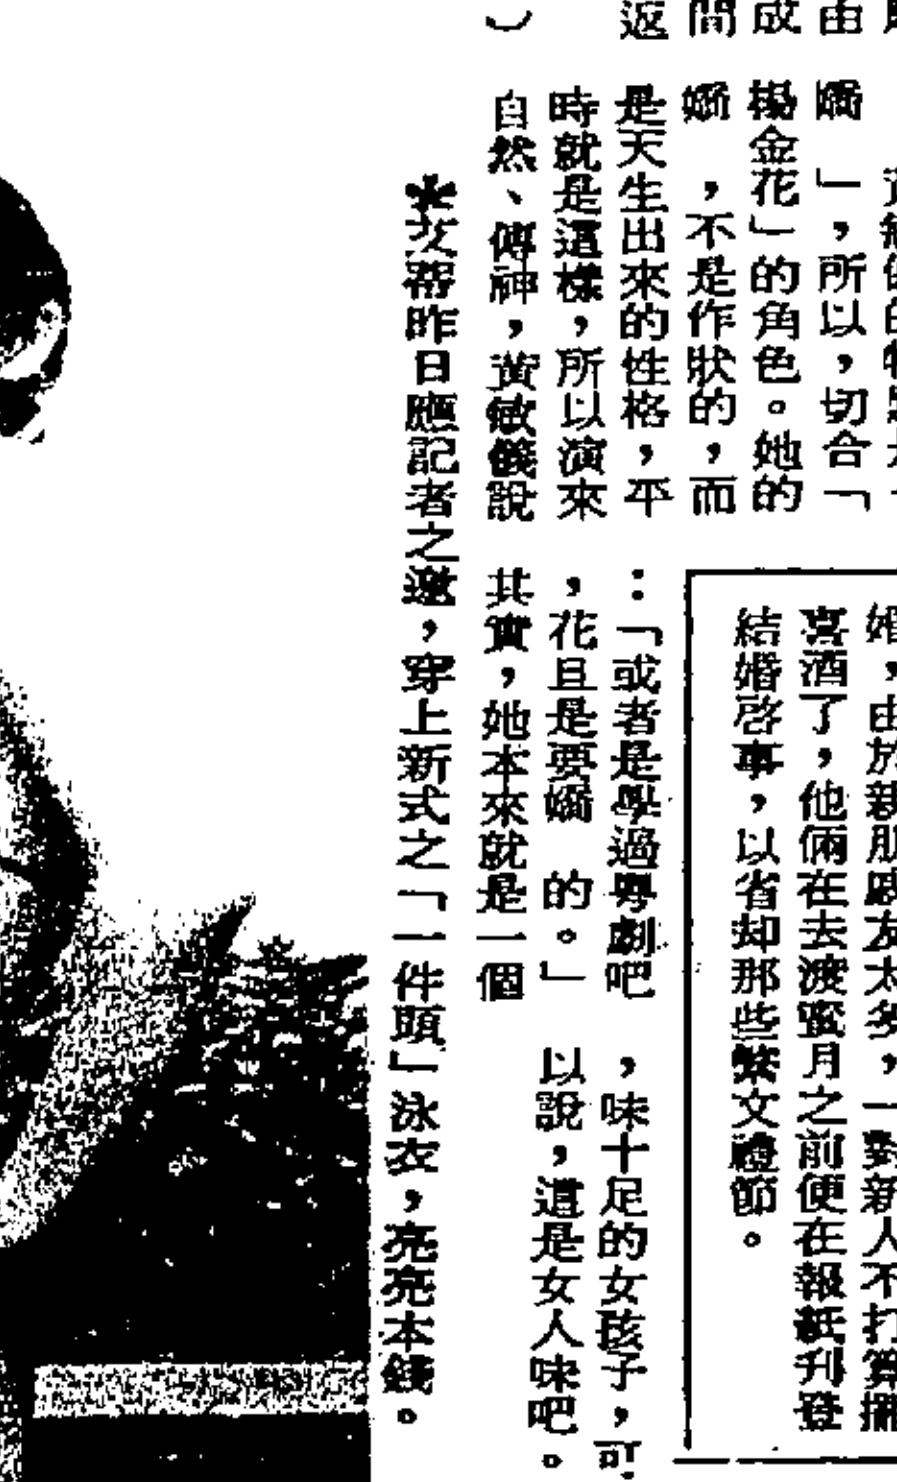 由
成
間
返
）
嬌　」，所以，切合「
楊金花」的角色。她的
嬌　，不是作狀的，而
是天生出來的性格，平
時就是這樣，所以演來
自然、傳神，黃敏儀說
：「或者是學過粵劇吧
，花旦是要嬌　的。」
其實，她本來就是一個
，味十足的女孩子，可
以說，這是女人味吧。
婚，由於親朋戚友太多，一對新人不打算擺
喜酒了，他倆在去渡蜜月之前便在報紙刊登
結婚啓事，以省却那些繁文禮節。
＊艾蒂昨日應記者之邀，穿上新式之「一件頭」泳衣，亮亮本錢。